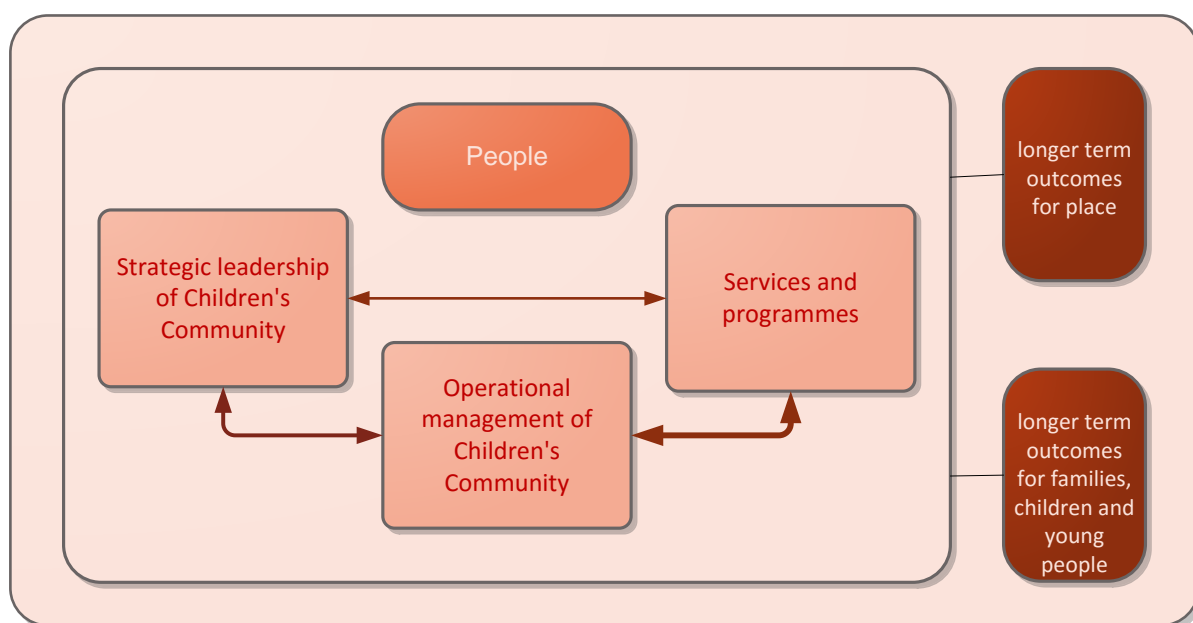 People
Strategic leadership
of Children's
Community
Services and
programmes
Operational
management of
Children's
Community
longer term
outcomes
for place
longer term
outcomes
for families,
children and
young
people